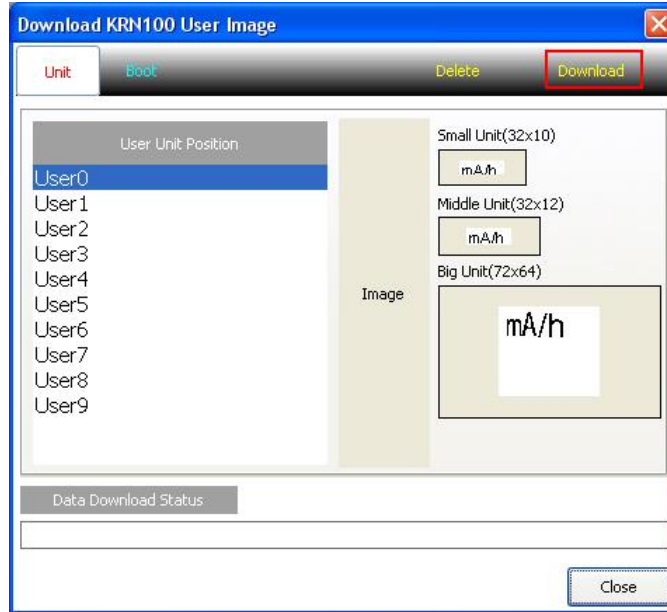 Download KRN100 User Image
Unit Boot Delete Download
User Unit Position
User0
User1
User2
User3
User4
User5
User6
User7
User8
User9
Image
Small Unit(32x10)
mA/h
Middle Unit(32x12)
mA/h
Big Unit(72x64)
mA/h
Data Download Status
Close